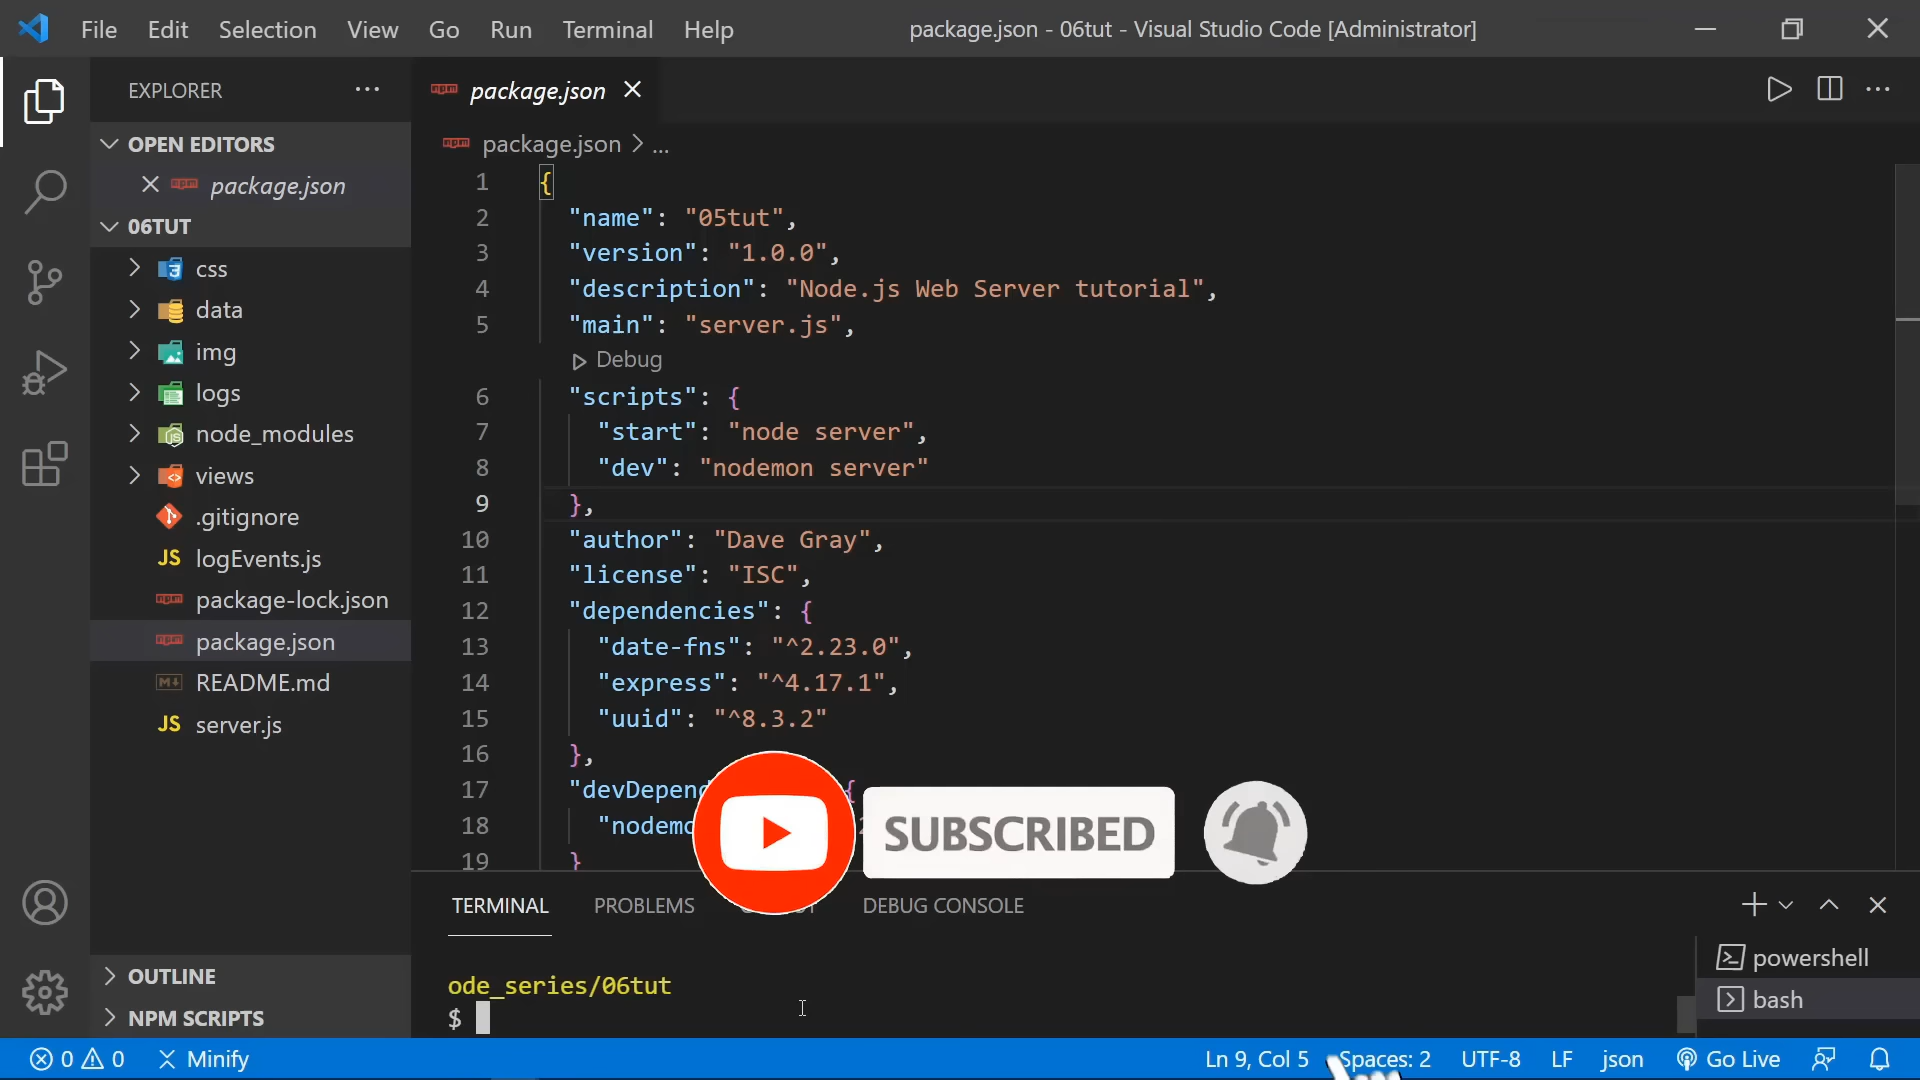 File Edit Selection View Go Run Terminal Help package.json - 06tut - Visual Studio Code [Administrator]
EXPLORER
OPEN EDITORS
package.json
06TUT
css
data
img
logs
node_modules
views
.gitignore
JS logEvents.js
package-lock.json
package.json
README.md
JS server.js
OUTLINE
NPM SCRIPTS
package.json
package.json > ...
1 {
2 "name": "05tut",
3 "version": "1.0.0",
4 "description": "Node.js Web Server tutorial",
5 "main": "server.js",
Debug
6 "scripts": {
7 "start": "node server",
8 "dev": "nodemon server"
9 },
10 "author": "Dave Gray",
11 "license": "ISC",
12 "dependencies": {
13 "date-fns": "^2.23.0",
14 "express": "^4.17.1",
15 "uuid": "^8.3.2"
16 },
17 {
18
19 }
SUBSCRIBED
TERMINAL PROBLEMS DEBUG CONSOLE
ode_series/06tut
$
powershell
bash
0 0 Minify Ln 9, Col 5 Spaces: 2 UTF-8 LF json Go Live